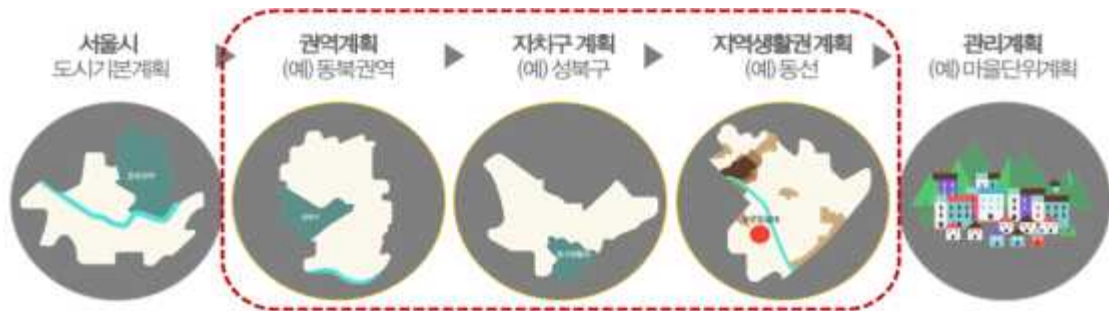 서울시
도시기본계획
권역계획
(예) 동북권역
자치구 계획
(예) 성북구
지역생활권 계획
(예) 동선
관리계획
(예) 마을단위계획